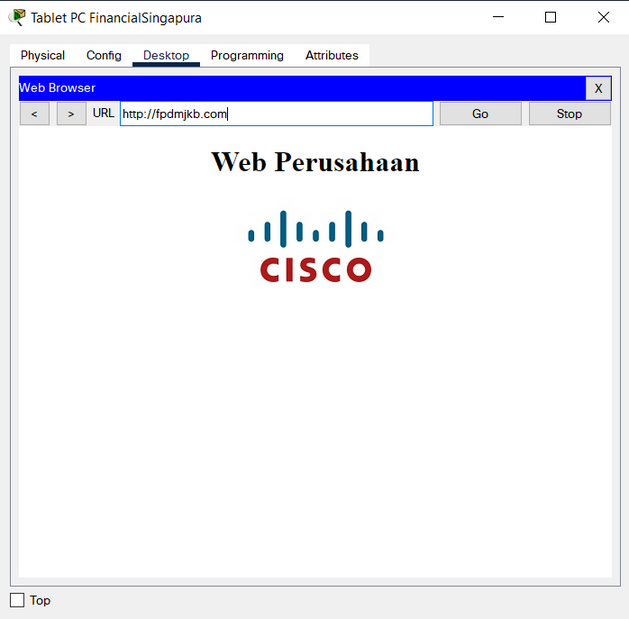 Tablet PC FinancialSingapura
Physical Config Desktop Programming Attributes
Web Browser X
< > URL http://fpdmjkb.com Go Stop
Web Perusahaan
CISCO
Top